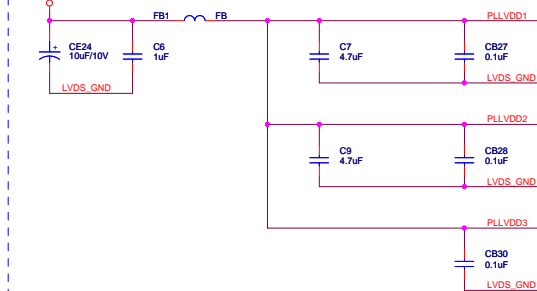 FB1 FB PLLVDD1
CE24 C6 C7 CB27
10uF/10V 1uF 4.7uF 0.1uF
LVDS_GND LVDS_GND
PLLVDD2
C9 CB28
4.7uF 0.1uF
LVDS_GND
PLLVDD3
CB30
0.1uF
LVDS_GND